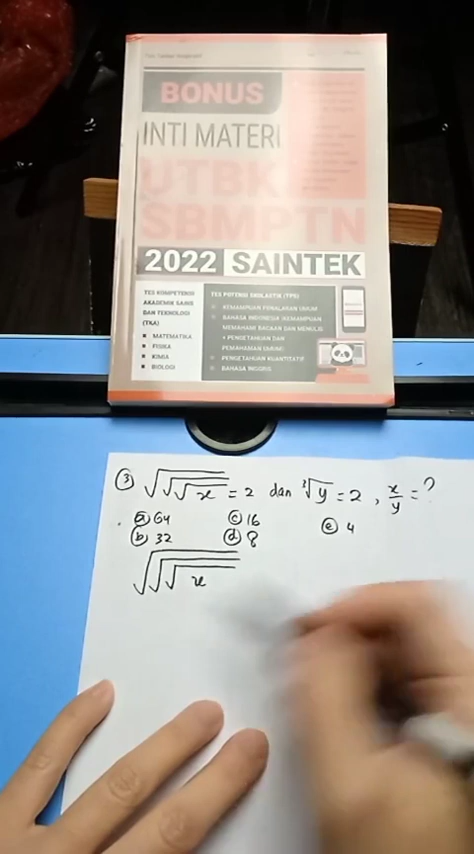 BONUS
INTI MATERI
UTBK
SBMPTN
2022 SAINTEK
TES KOMPETENSI
AKADEMIK SAINS
DAN TEKNOLOGI
(TKA)
MATEMATIKA
FISIKA
KIMIA
BIOLOGI
TES POTENSI SKOLASTIK (TPS)
KEMAMPUAN PENALARAN UMUM
BAHASA INDONESIA (KEMAMPUAN
MEMAHAMI BACAAN DAN MENULIS
+ PENGETAHUAN DAN
PEMAHAMAN UMUM)
PENGETAHUAN KUANTITATIF
BAHASA INGGRIS
③ √√√x = 2 dan ³√y = 2, x/y = ?
ⓐ 64 ⓒ 16 ⓔ 4
ⓑ 32 ⓓ 8
√√√x